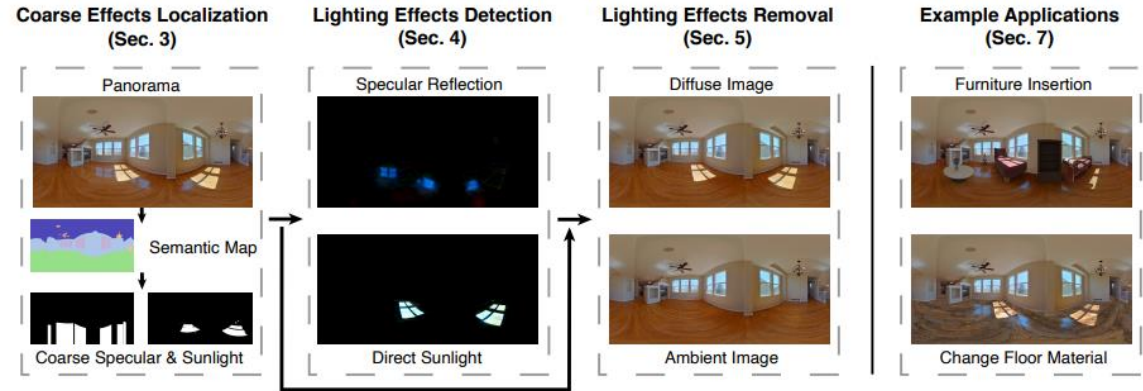 Coarse Effects Localization
(Sec. 3)
Panorama
Semantic Map
Coarse Specular & Sunlight
Lighting Effects Detection
(Sec. 4)
Specular Reflection
Direct Sunlight
Lighting Effects Removal
(Sec. 5)
Diffuse Image
Ambient Image
Example Applications
(Sec. 7)
Furniture Insertion
Change Floor Material